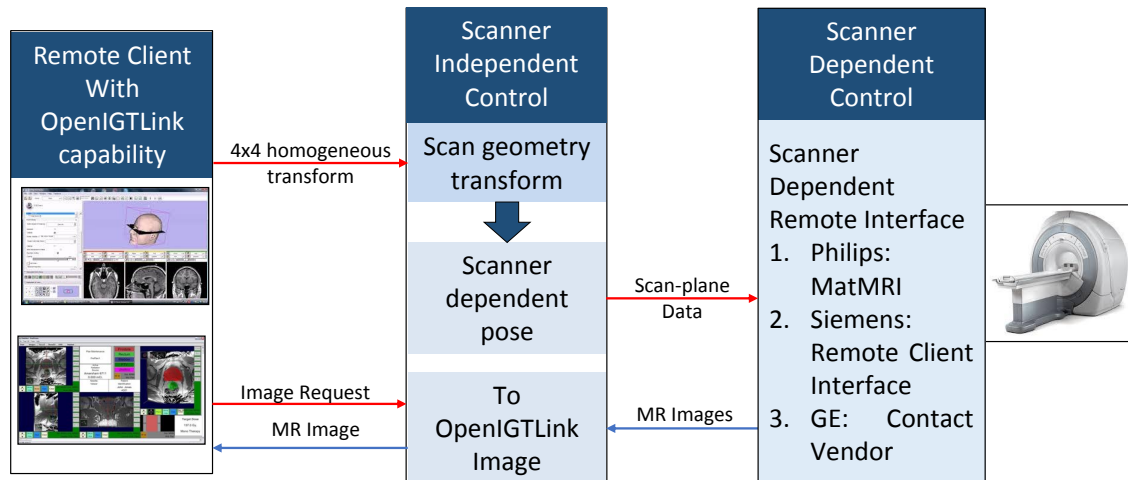 Remote Client
With
OpenIGTLink
capability
4x4 homogeneous
transform
Image Request
MR Image
Scanner
Independent
Control
Scan geometry
transform
Scanner
dependent
pose
To
OpenIGTLink
Image
Scan-plane
Data
MR Images
Scanner
Dependent
Control
Scanner
Dependent
Remote Interface
1. Philips:
MatMRI
2. Siemens:
Remote Client
Interface
3. GE: Contact
Vendor